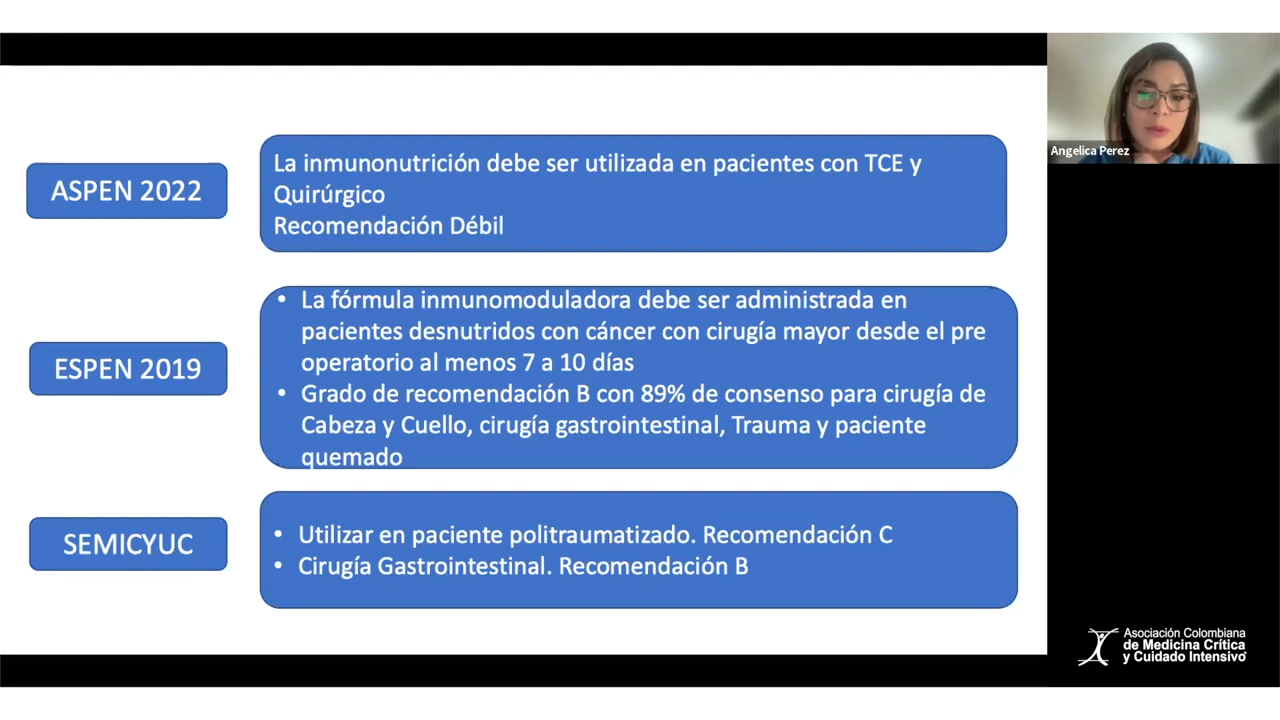 ASPEN 2022
La inmunonutrición debe ser utilizada en pacientes con TCE y
Quirúrgico
Recomendación Débil
ESPEN 2019
• La fórmula inmunomoduladora debe ser administrada en
pacientes desnutridos con cáncer con cirugía mayor desde el pre
operatorio al menos 7 a 10 días
• Grado de recomendación B con 89% de consenso para cirugía de
Cabeza y Cuello, cirugía gastrointestinal, Trauma y paciente
quemado
SEMICYUC
• Utilizar en paciente politraumatizado. Recomendación C
• Cirugía Gastrointestinal. Recomendación B
Angelica Perez
Asociación Colombiana
de Medicina Crítica
y Cuidado Intensivo